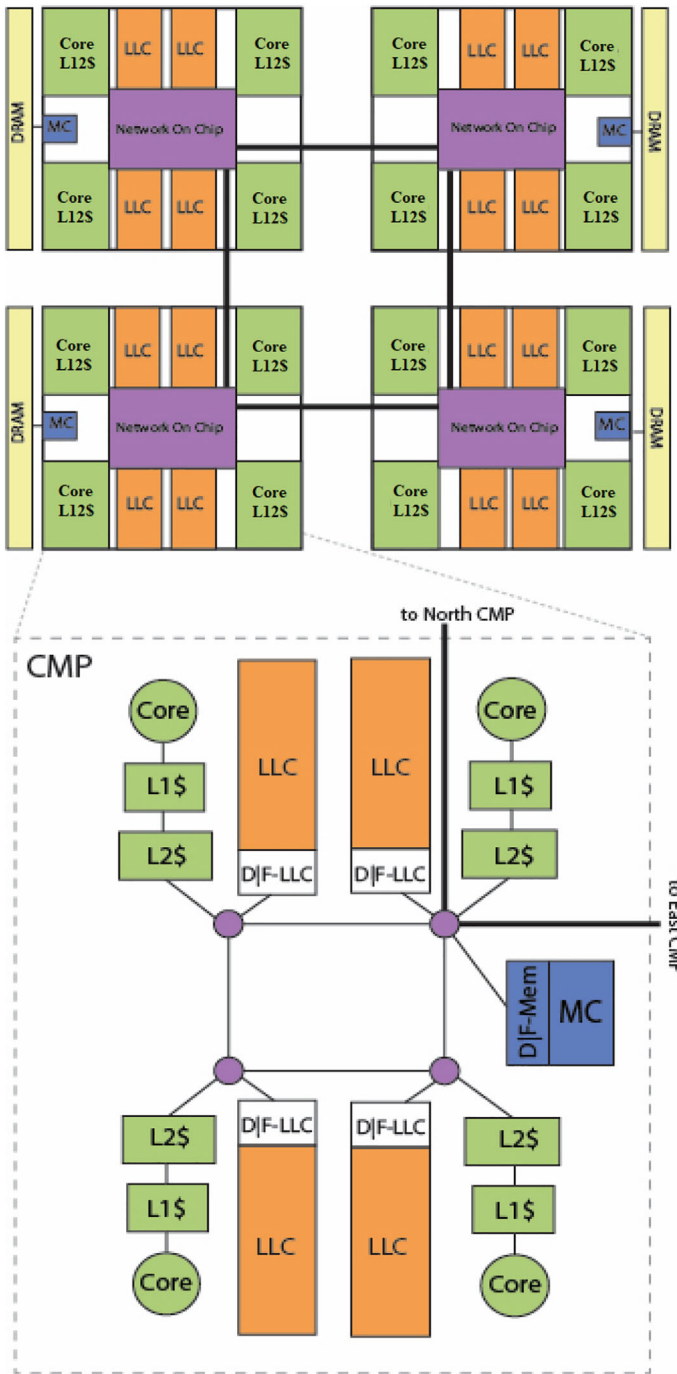 Core LLC LLC Core
L12$ L12$
DRAM MC Network On Chip
Core LLC LLC Core
L12$ L12$
Core LLC LLC Core .
L12$ L12$
Network On Chip MC DRAM
Core LLC LLC Core
L12$ L12$
Core LLC LLC Core
L12$ L12$
DRAM MC Network On Chip
Core LLC LLC Core
L12$ L12$
Core LLC LLC Core
L12$ L12$
Network On Chip MC DRAM
Core LLC LLC Core
L12$ L12$
to North CMP
CMP
Core LLC LLC Core
L1$ L1$
L2$ D|F-LLC D|F-LLC L2$
to East CMP
D|F-Mem MC
L2$ D|F-LLC D|F-LLC L2$
L1$ LLC LLC L1$
Core Core